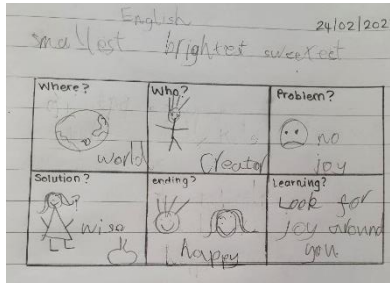 English
24/02/202
smallest brightest sweetest
Where?
world
Who?
Creator
Problem?
no
joy
Solution?
wise
ending?
happy
Learning?
Look for
joy around
you